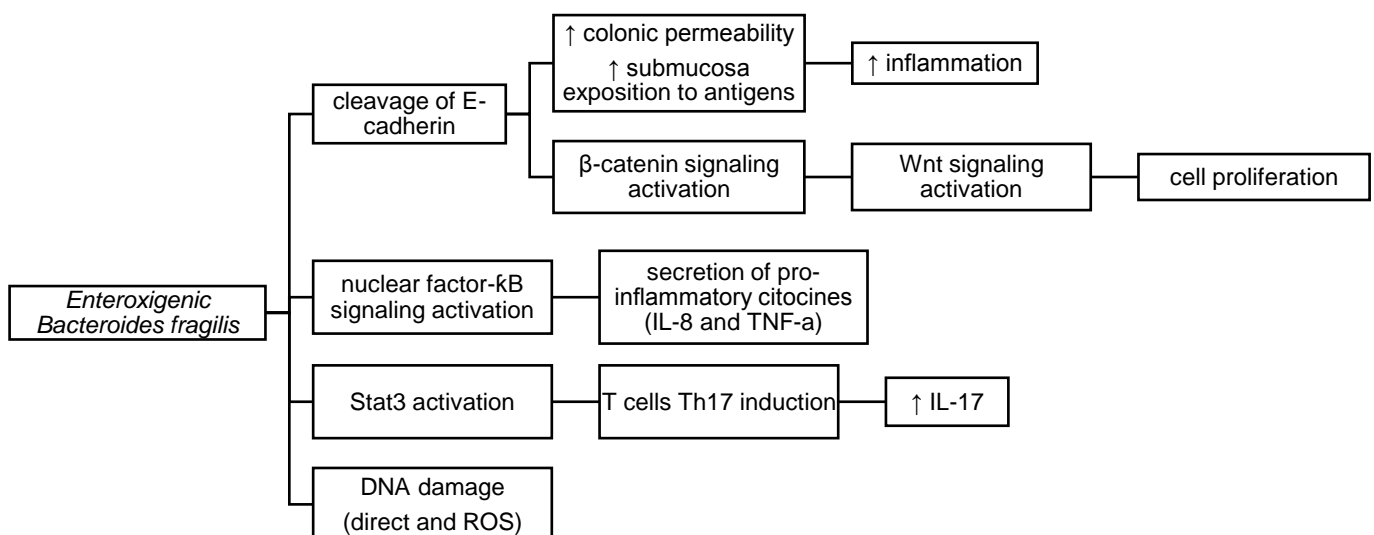 ↑ colonic permeability
↑ submucosa
exposition to antigens
↑ inflammation
cleavage of E-
cadherin
β-catenin signaling
activation
Wnt signaling
activation
cell proliferation
Enteroxigenic
Bacteroides fragilis
nuclear factor-ƙB
signaling activation
secretion of pro-
inflammatory citocines
(IL-8 and TNF-a)
Stat3 activation
T cells Th17 induction
↑ IL-17
DNA damage
(direct and ROS)